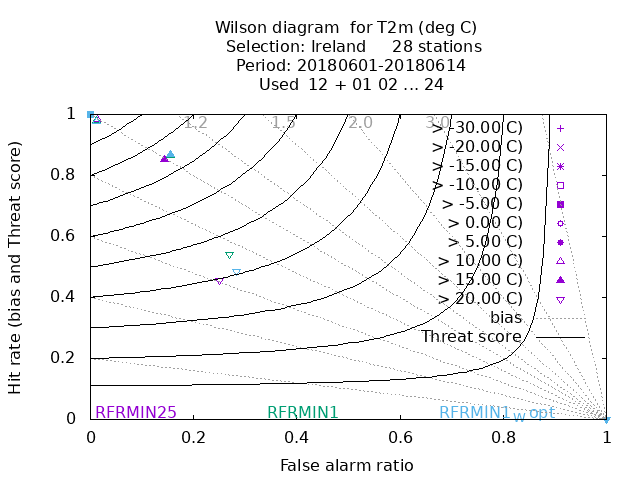 Wilson diagram  for T2m (deg C)
Selection: Ireland     28 stations
Period: 20180601-20180614
Used  12 + 01 02 ... 24
Hit rate (bias and Threat score)
1
0.8
0.6
0.4
0.2
0
1.2
1.5
2.0
3.0
> -30.00 C)
> -20.00 C)
> -15.00 C)
> -10.00 C)
> -5.00 C)
> 0.00 C)
> 5.00 C)
> 10.00 C)
> 15.00 C)
> 20.00 C)
bias
Threat score
RFRMIN25 RFRMIN1 RFRMIN1w opt
0 0.2 0.4 0.6 0.8 1
False alarm ratio